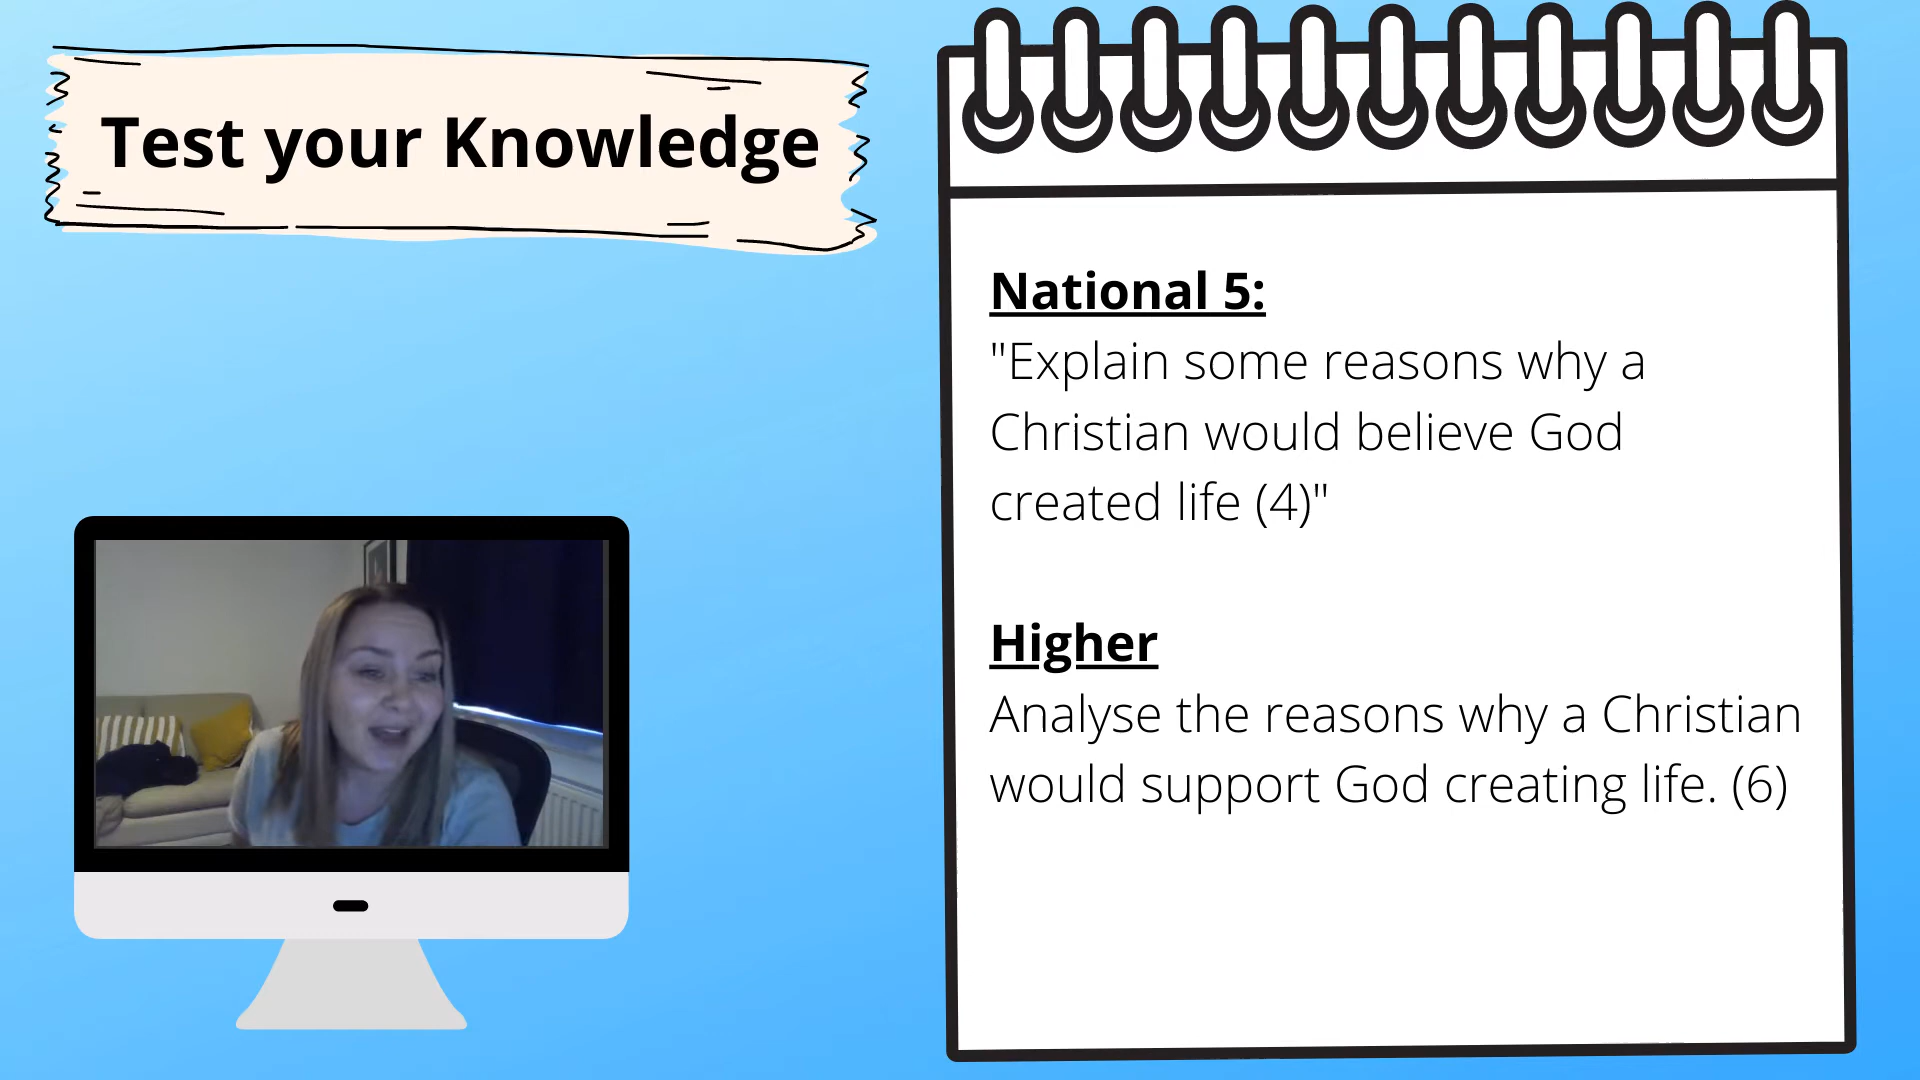 Test your Knowledge
National 5:
"Explain some reasons why a
Christian would believe God
created life (4)"
Higher
Analyse the reasons why a Christian
would support God creating life. (6)